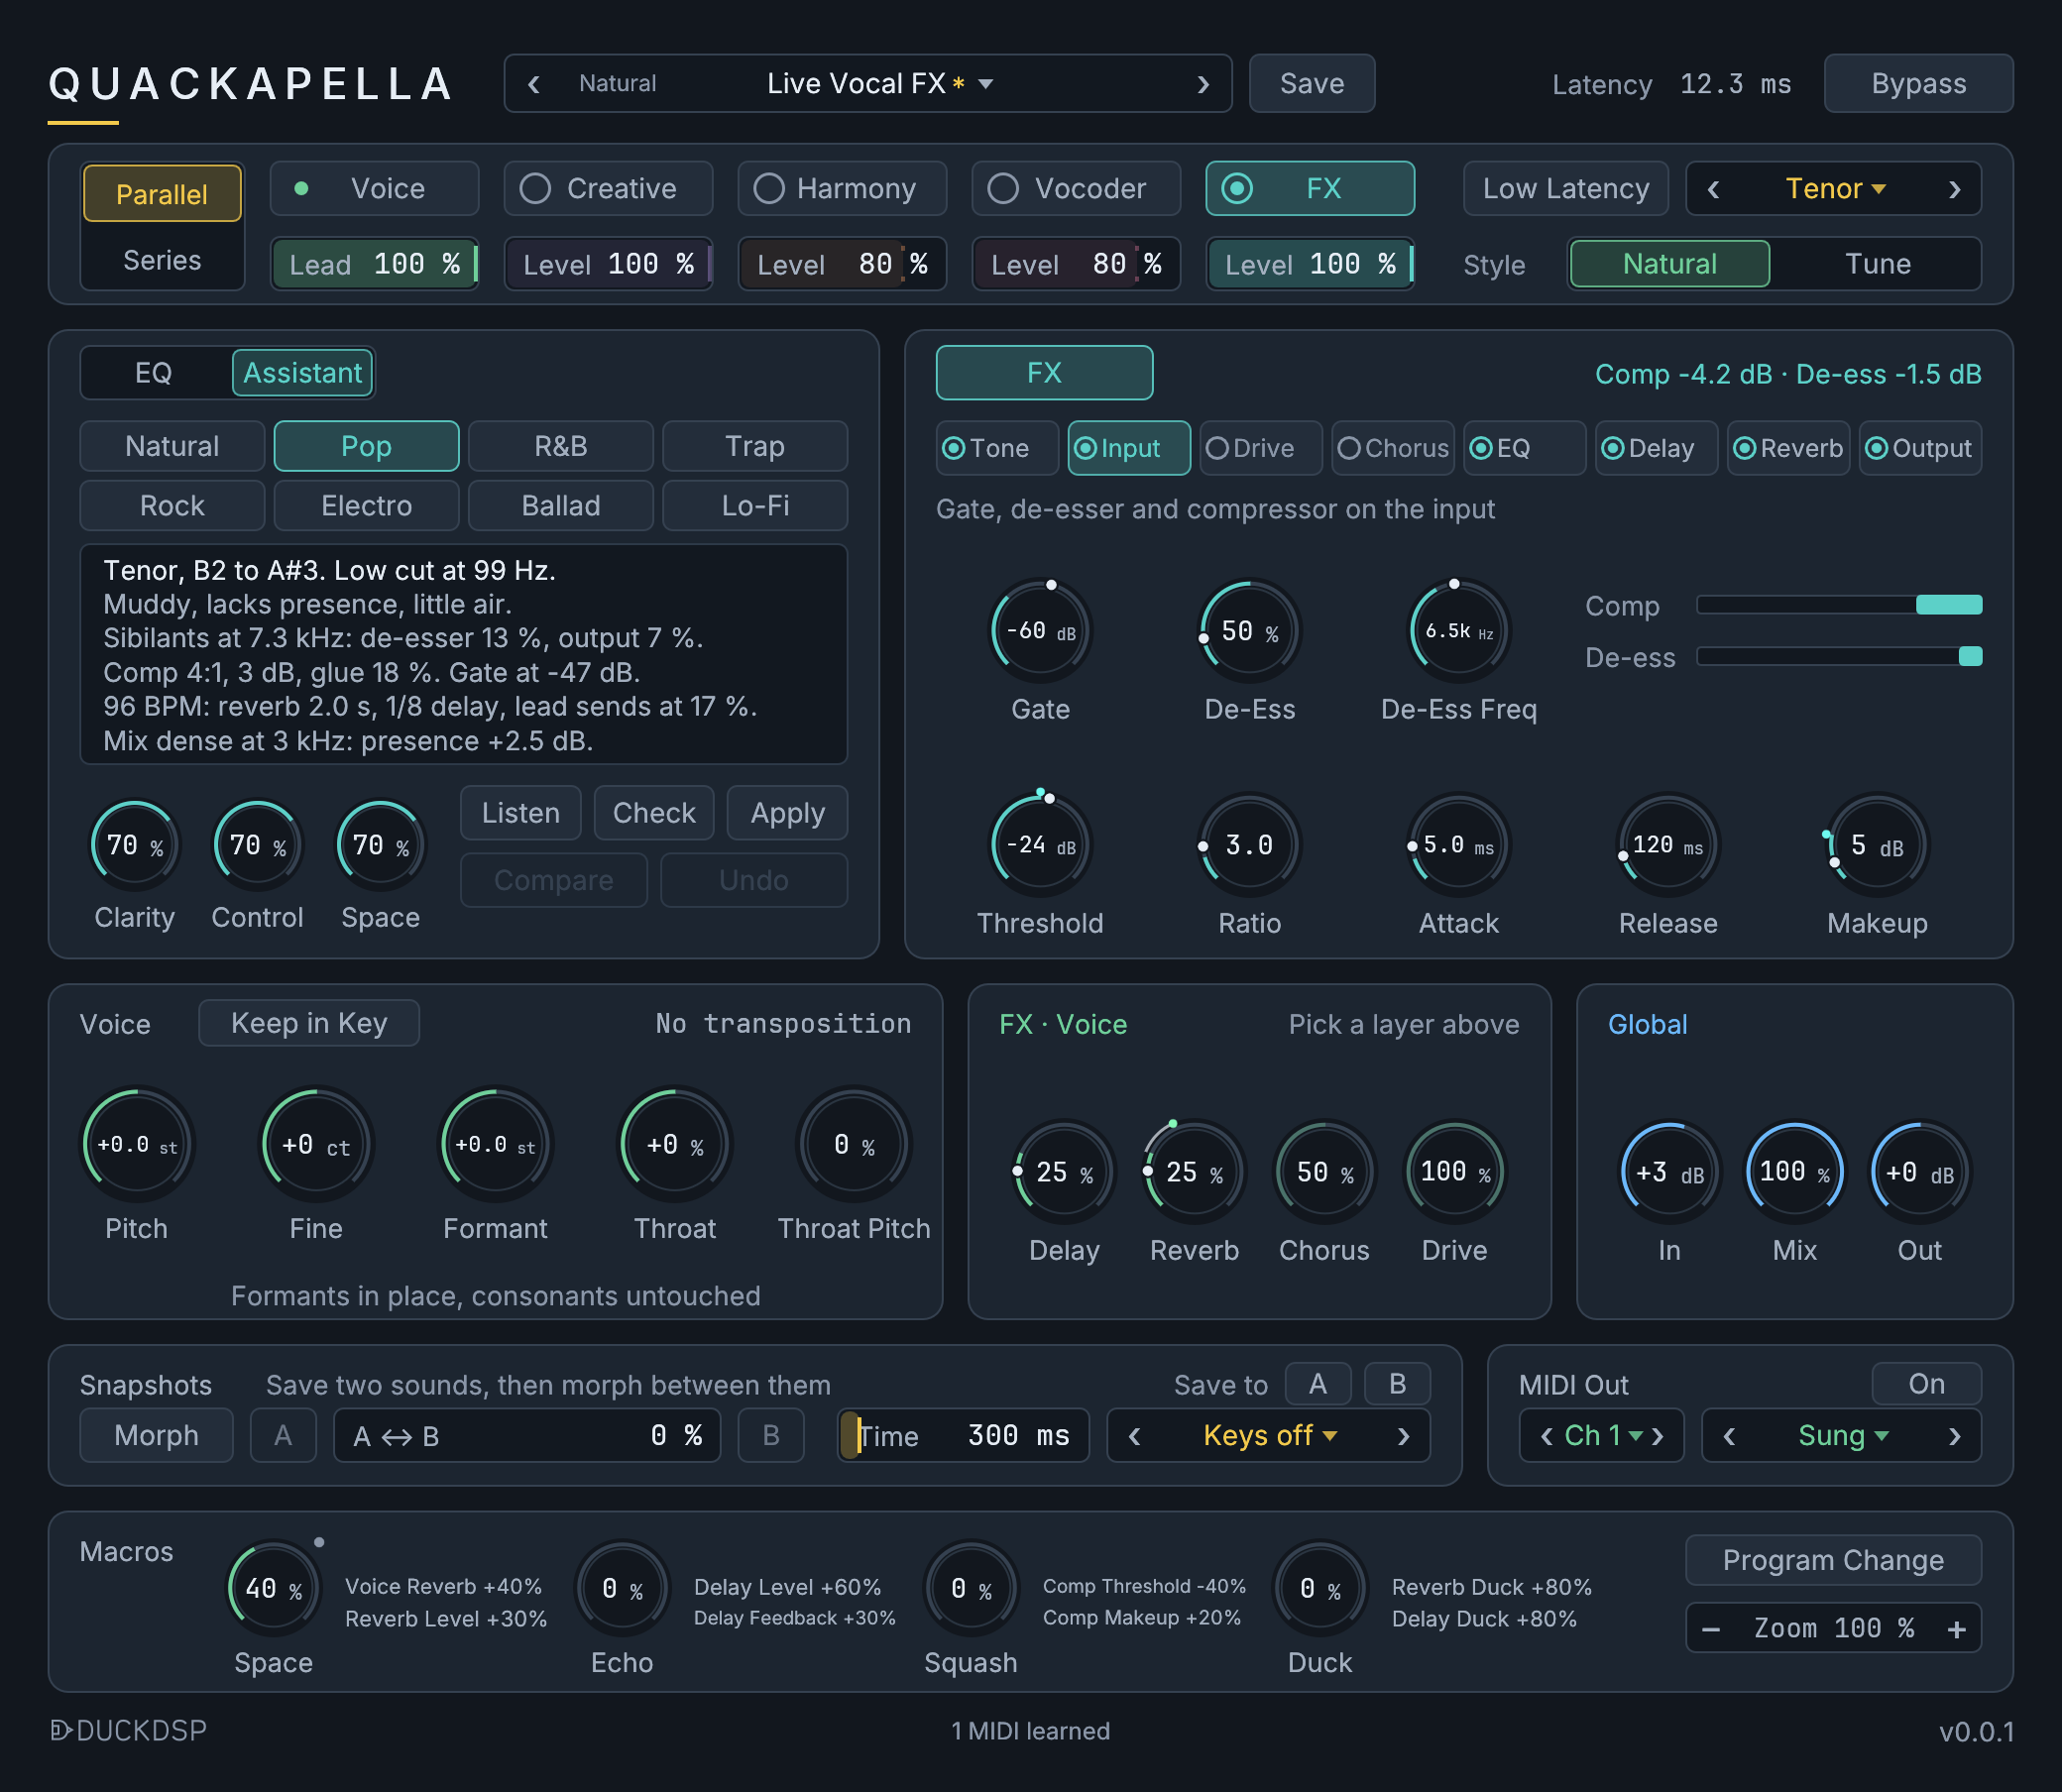 QUACKAPELLA
‹ Natural Live Vocal FX * ›
Save
Latency 12.3 ms
Bypass
Parallel
Voice
Creative
Harmony
Vocoder
FX
Low Latency
‹ Tenor ›
Series
Lead 100 %
Level 100 %
Level 80 %
Level 80 %
Level 100 %
Style
Natural
Tune
EQ
Assistant
Natural
Pop
R&B
Trap
Rock
Electro
Ballad
Lo-Fi
Tenor, B2 to A#3. Low cut at 99 Hz.
Muddy, lacks presence, little air.
Sibilants at 7.3 kHz: de-esser 13 %, output 7 %.
Comp 4:1, 3 dB, glue 18 %. Gate at -47 dB.
96 BPM: reverb 2.0 s, 1/8 delay, lead sends at 17 %.
Mix dense at 3 kHz: presence +2.5 dB.
70 %
70 %
70 %
Clarity
Control
Space
Listen
Check
Apply
Compare
Undo
FX
Comp -4.2 dB · De-ess -1.5 dB
Tone
Input
Drive
Chorus
EQ
Delay
Reverb
Output
Gate, de-esser and compressor on the input
-60 dB
50 %
6.5k Hz
Gate
De-Ess
De-Ess Freq
Comp
De-ess
-24 dB
3.0
5.0 ms
120 ms
5 dB
Threshold
Ratio
Attack
Release
Makeup
Voice
Keep in Key
No transposition
+0.0 st
+0 ct
+0.0 st
+0 %
0 %
Pitch
Fine
Formant
Throat
Throat Pitch
Formants in place, consonants untouched
FX · Voice
Pick a layer above
25 %
25 %
50 %
100 %
Delay
Reverb
Chorus
Drive
Global
+3 dB
100 %
+0 dB
In
Mix
Out
Snapshots
Save two sounds, then morph between them
Save to
A
B
Morph
A
A ↔ B 0 %
B
Time 300 ms
‹ Keys off ›
MIDI Out
On
‹ Ch 1 ›
‹ Sung ›
Macros
40 %
Space
Voice Reverb +40%
Reverb Level +30%
0 %
Echo
Delay Level +60%
Delay Feedback +30%
0 %
Squash
Comp Threshold -40%
Comp Makeup +20%
0 %
Duck
Reverb Duck +80%
Delay Duck +80%
Program Change
− Zoom 100 % +
DUCKDSP
1 MIDI learned
v0.0.1